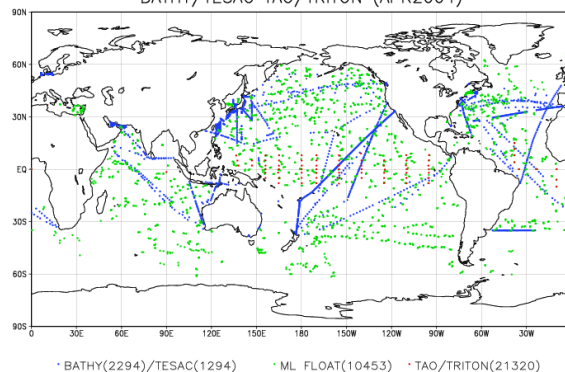 BATHY/TESAC TAO/TRITON (APR2004)
90N
60N
30N
EQ
30S
60S
90S
0 30E 60E 90E 120E 150E 180 150W 120W 90W 60W 30W
BATHY(2294)/TESAC(1294) ML FLOAT(10453) TAO/TRITON(21320)